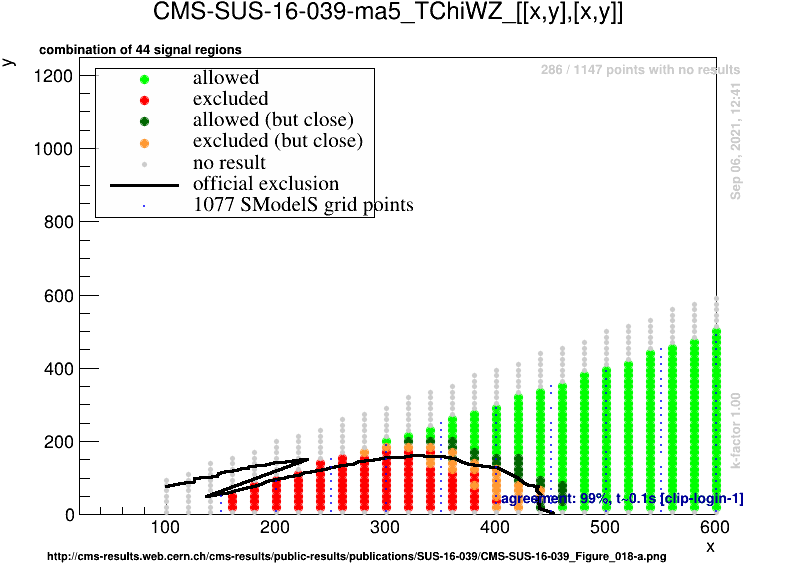 CMS-SUS-16-039-ma5_TChiWZ_[[x,y],[x,y]]
combination of 44 signal regions
y
286 / 1147 points with no results
allowed
excluded
allowed (but close)
excluded (but close)
no result
official exclusion
1077 SModelS grid points
Sep 06, 2021, 12:41
k-factor 1.00
1200
1000
800
600
400
200
0
agreement: 99%, t~0.1s [clip-login-1]
100
200
300
400
500
600
x
http://cms-results.web.cern.ch/cms-results/public-results/publications/SUS-16-039/CMS-SUS-16-039_Figure_018-a.png